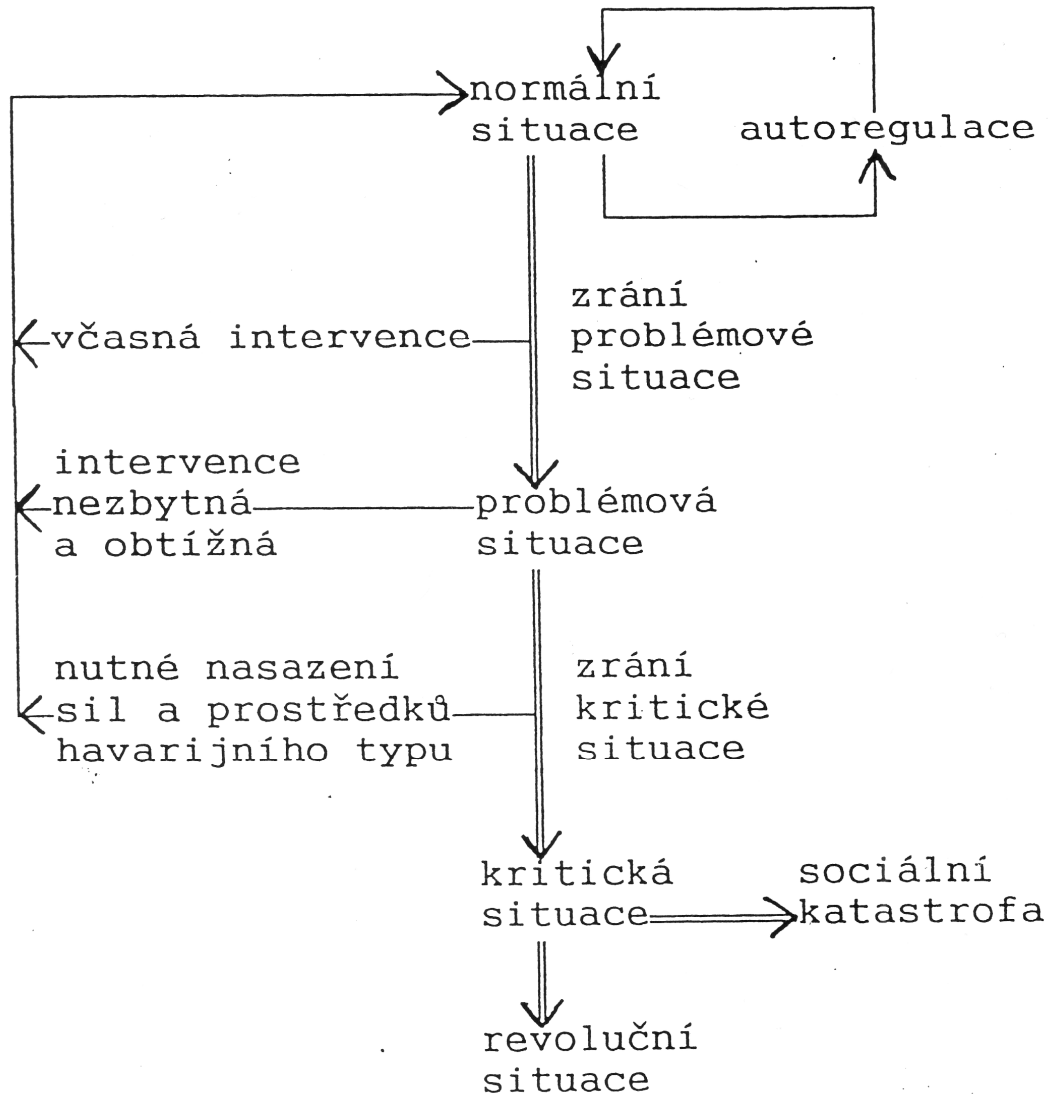 normální
situace
autoregulace
zrání
problémové
situace
včasná intervence
intervence
nezbytná
a obtížná
problémová
situace
nutné nasazení
sil a prostředků
havarijního typu
zrání
kritické
situace
kritická
situace
sociální
katastrofa
revoluční
situace